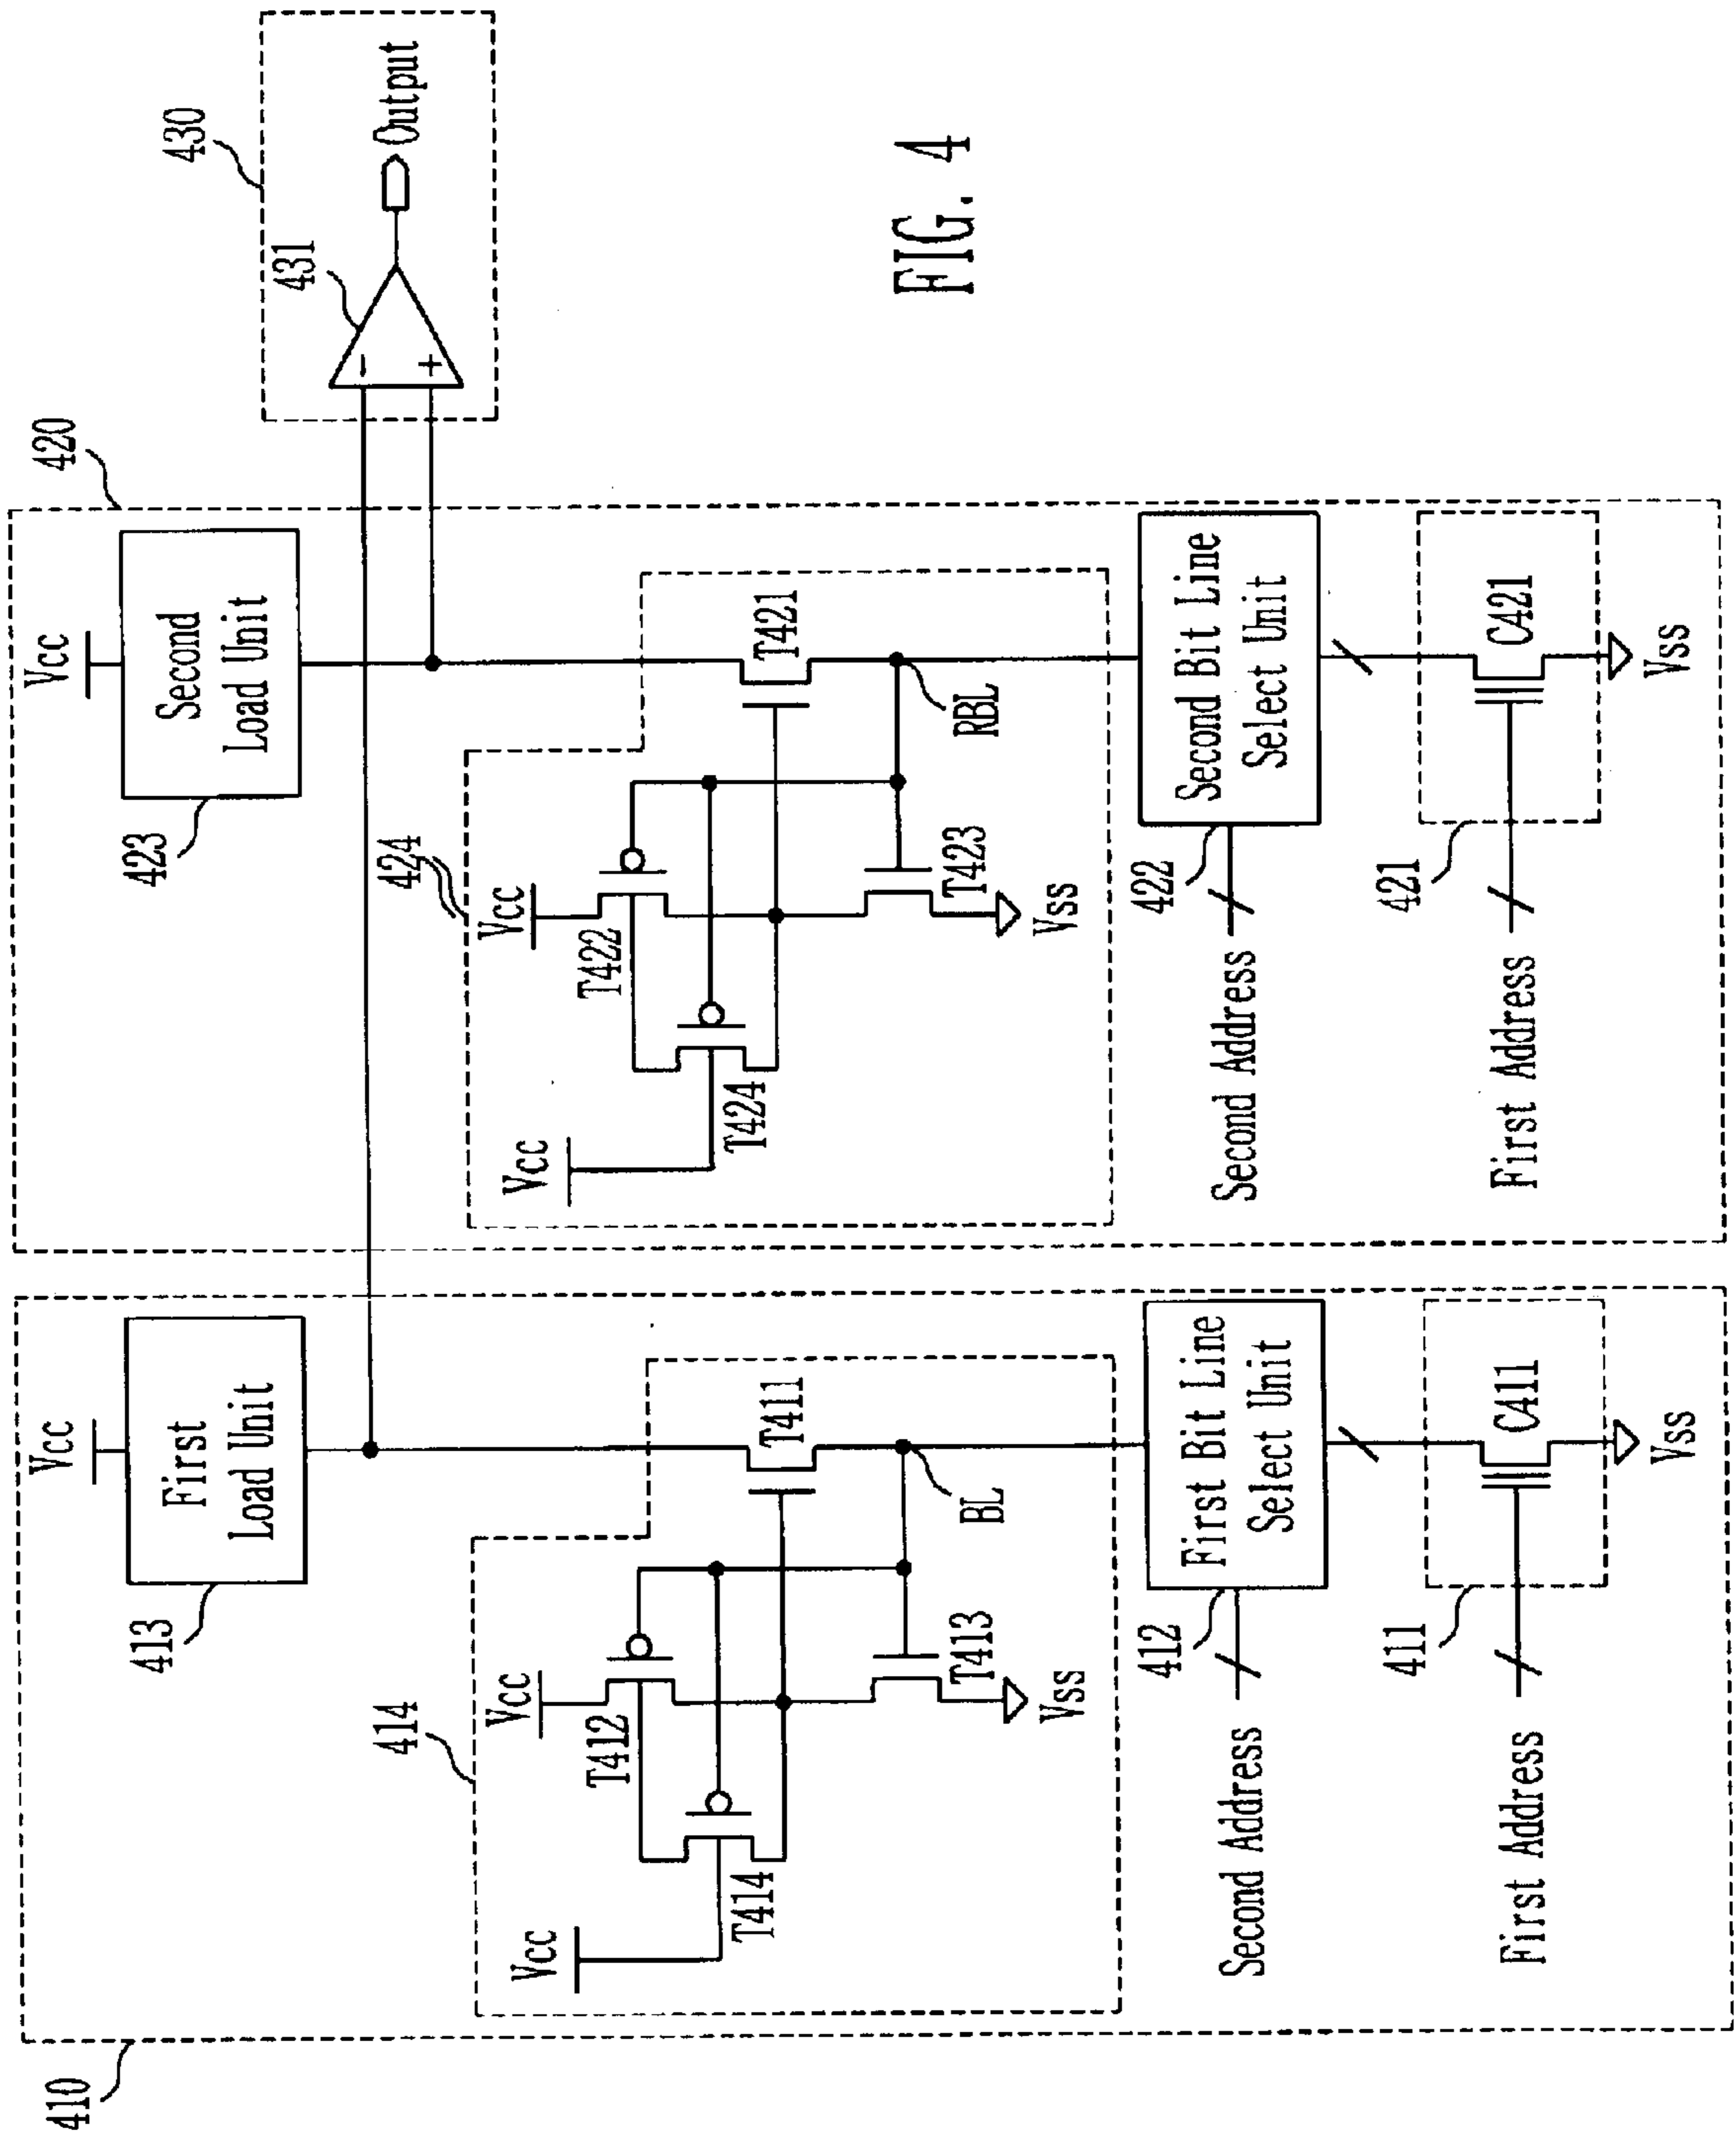 410
Vcc
First
Load Unit
413
414
Vcc
T412
Vcc
T414
T411
T413
Vss
BL
First Bit Line
Select Unit
412
Second Address
C411
411
First Address
Vss
420
Vcc
Second
Load Unit
423
424
Vcc
T422
Vcc
T424
T421
T423
Vss
RBL
Second Bit Line
Select Unit
422
Second Address
C421
421
First Address
Vss
430
431
-
+
Output
FIG. 4